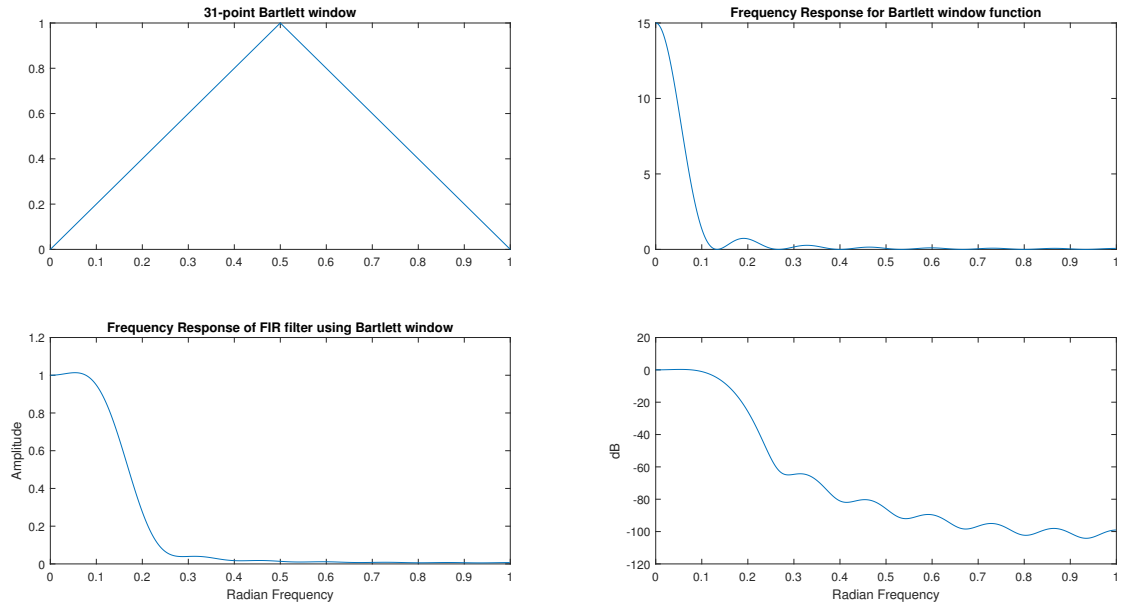 31-point Bartlett window
1
0.8
0.6
0.4
0.2
0
0 0.1 0.2 0.3 0.4 0.5 0.6 0.7 0.8 0.9 1
Frequency Response for Bartlett window function
15
10
5
0
0 0.1 0.2 0.3 0.4 0.5 0.6 0.7 0.8 0.9 1
Frequency Response of FIR filter using Bartlett window
Amplitude
1.2
1
0.8
0.6
0.4
0.2
0
0 0.1 0.2 0.3 0.4 0.5 0.6 0.7 0.8 0.9 1
Radian Frequency
dB
20
0
-20
-40
-60
-80
-100
-120
0 0.1 0.2 0.3 0.4 0.5 0.6 0.7 0.8 0.9 1
Radian Frequency